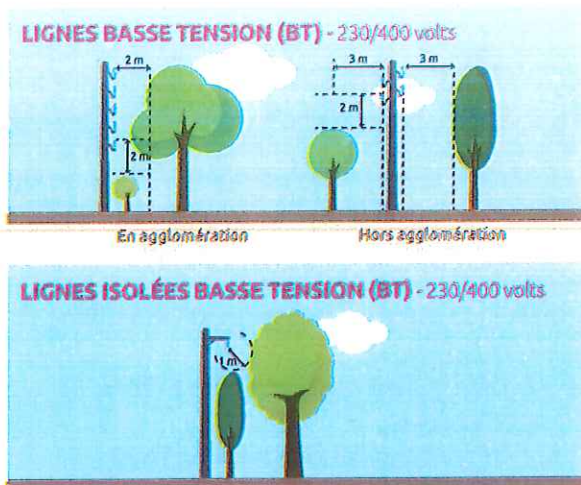 LIGNES BASSE TENSION (BT) - 230/400 volts
2 m
3 m
3 m
2 m
2 m
En agglomération
Hors agglomération
LIGNES ISOLÉES BASSE TENSION (BT) - 230/400 volts
1 m